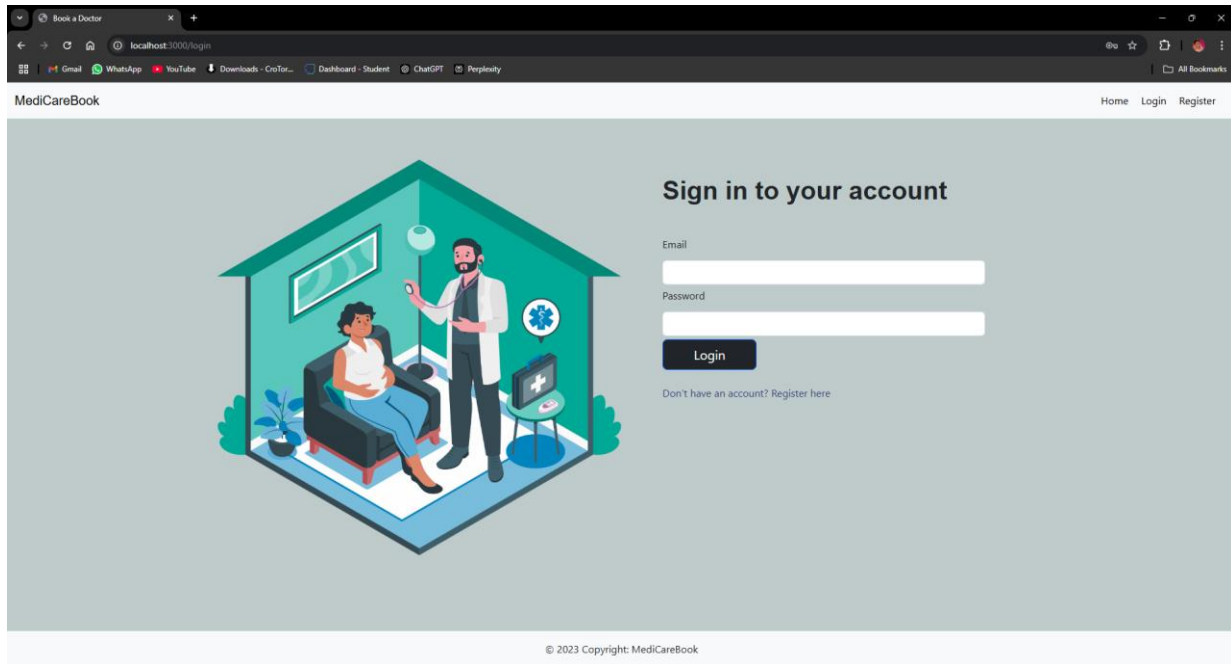 Book a Doctor
localhost:3000/login
Gmail WhatsApp YouTube Downloads - CroTor... Dashboard - Student ChatGPT Perplexity All Bookmarks
MediCareBook Home Login Register
Sign in to your account
Email
Password
Login
Don't have an account? Register here
© 2023 Copyright: MediCareBook